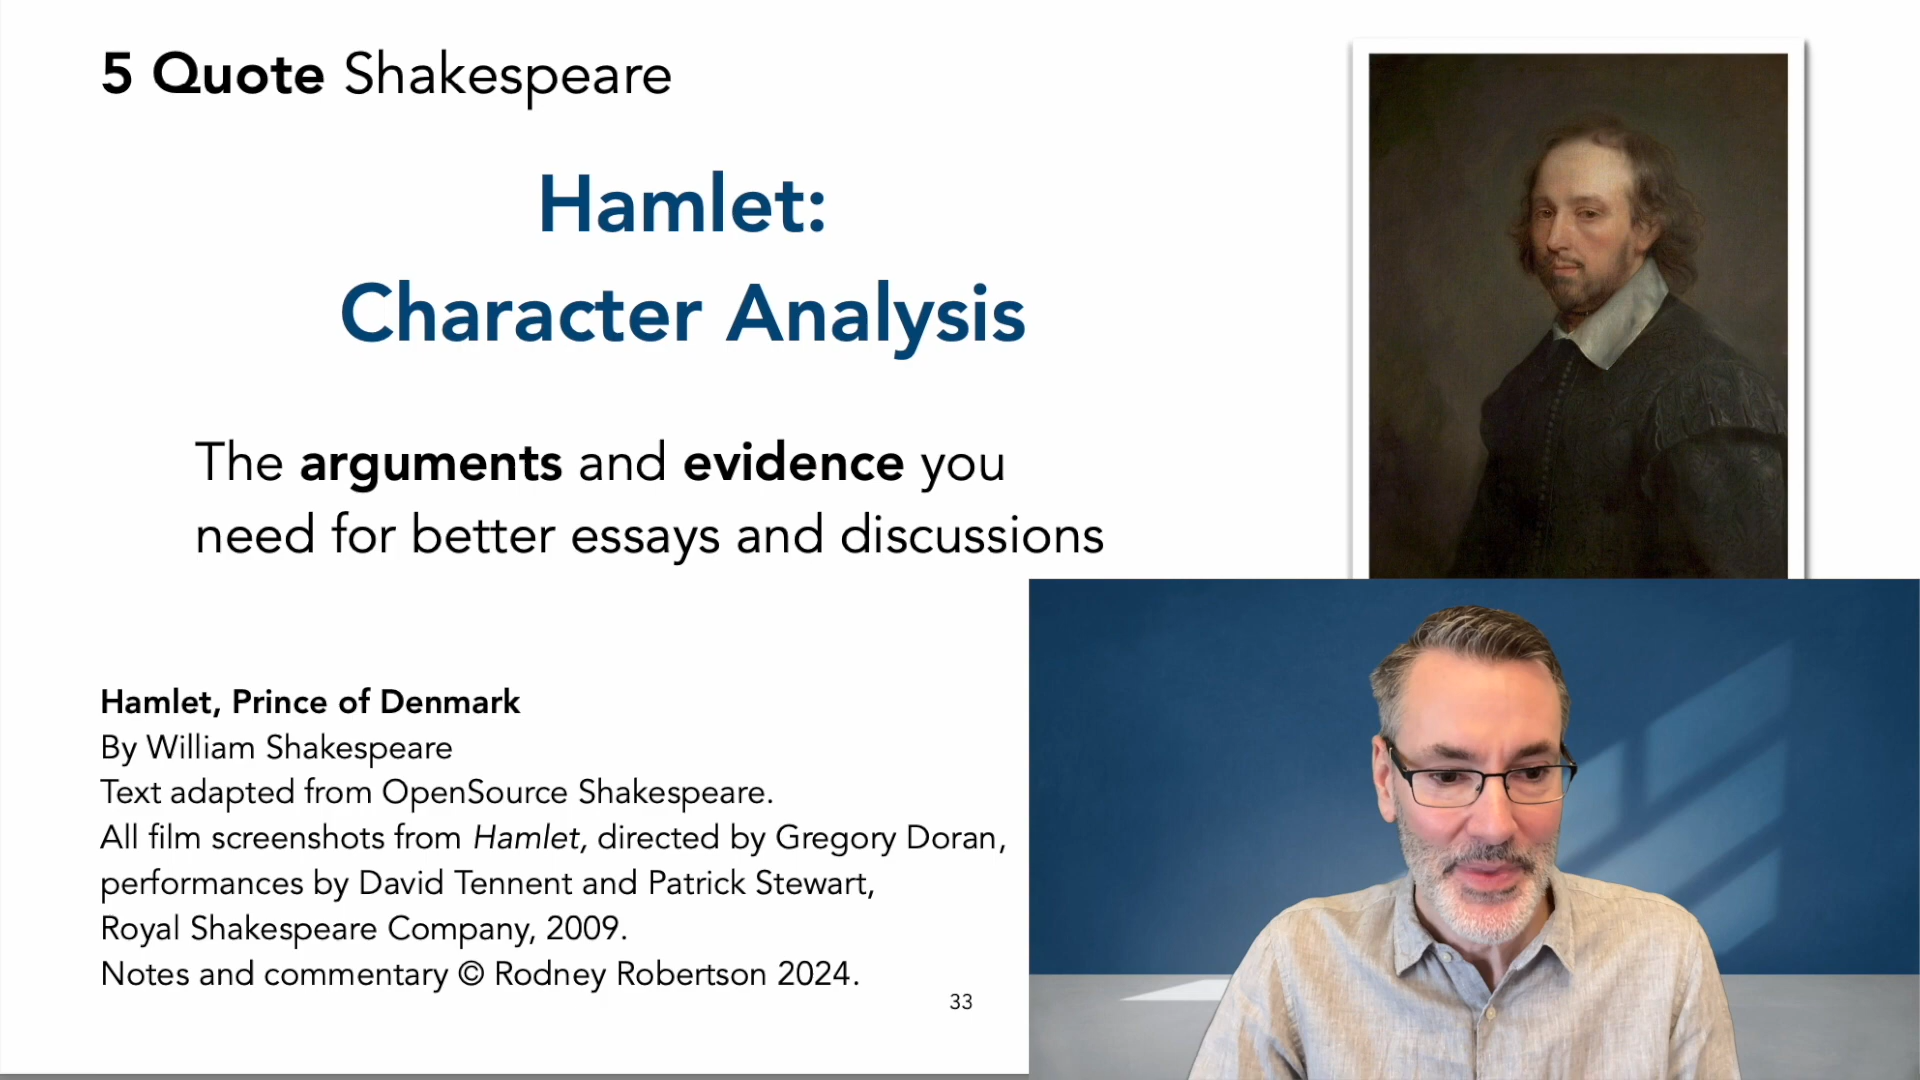 5 Quote Shakespeare
Hamlet:
Character Analysis
The arguments and evidence you
need for better essays and discussions
Hamlet, Prince of Denmark
By William Shakespeare
Text adapted from OpenSource Shakespeare.
All film screenshots from Hamlet, directed by Gregory Doran,
performances by David Tennent and Patrick Stewart,
Royal Shakespeare Company, 2009.
Notes and commentary © Rodney Robertson 2024.
33